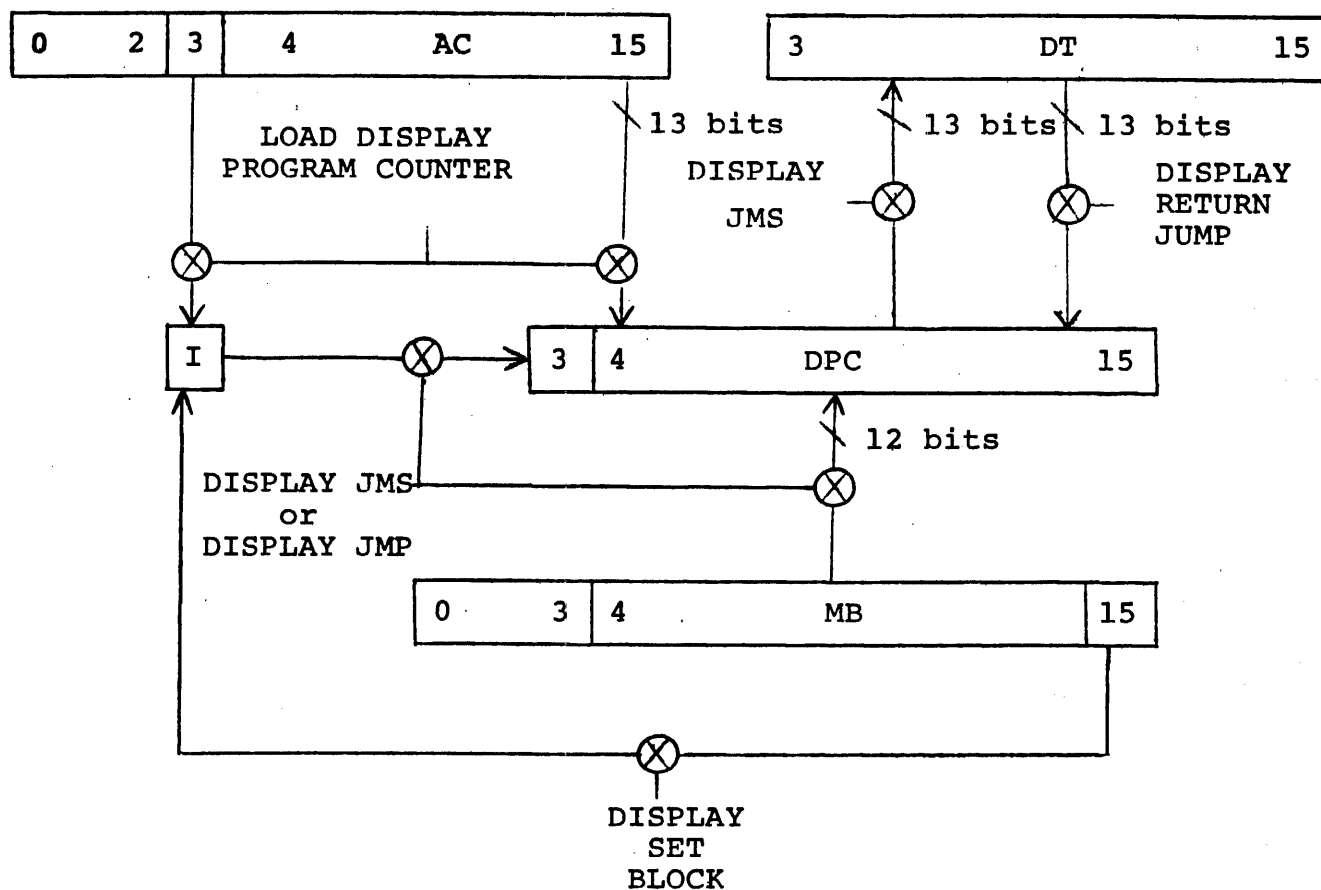 0 2 3 4 AC 15
3 DT 15
13 bits
13 bits
13 bits
LOAD DISPLAY
PROGRAM COUNTER
DISPLAY
JMS
DISPLAY
RETURN
JUMP
I
3 4 DPC 15
12 bits
DISPLAY JMS
or
DISPLAY JMP
0 3 4 MB 15
DISPLAY
SET
BLOCK